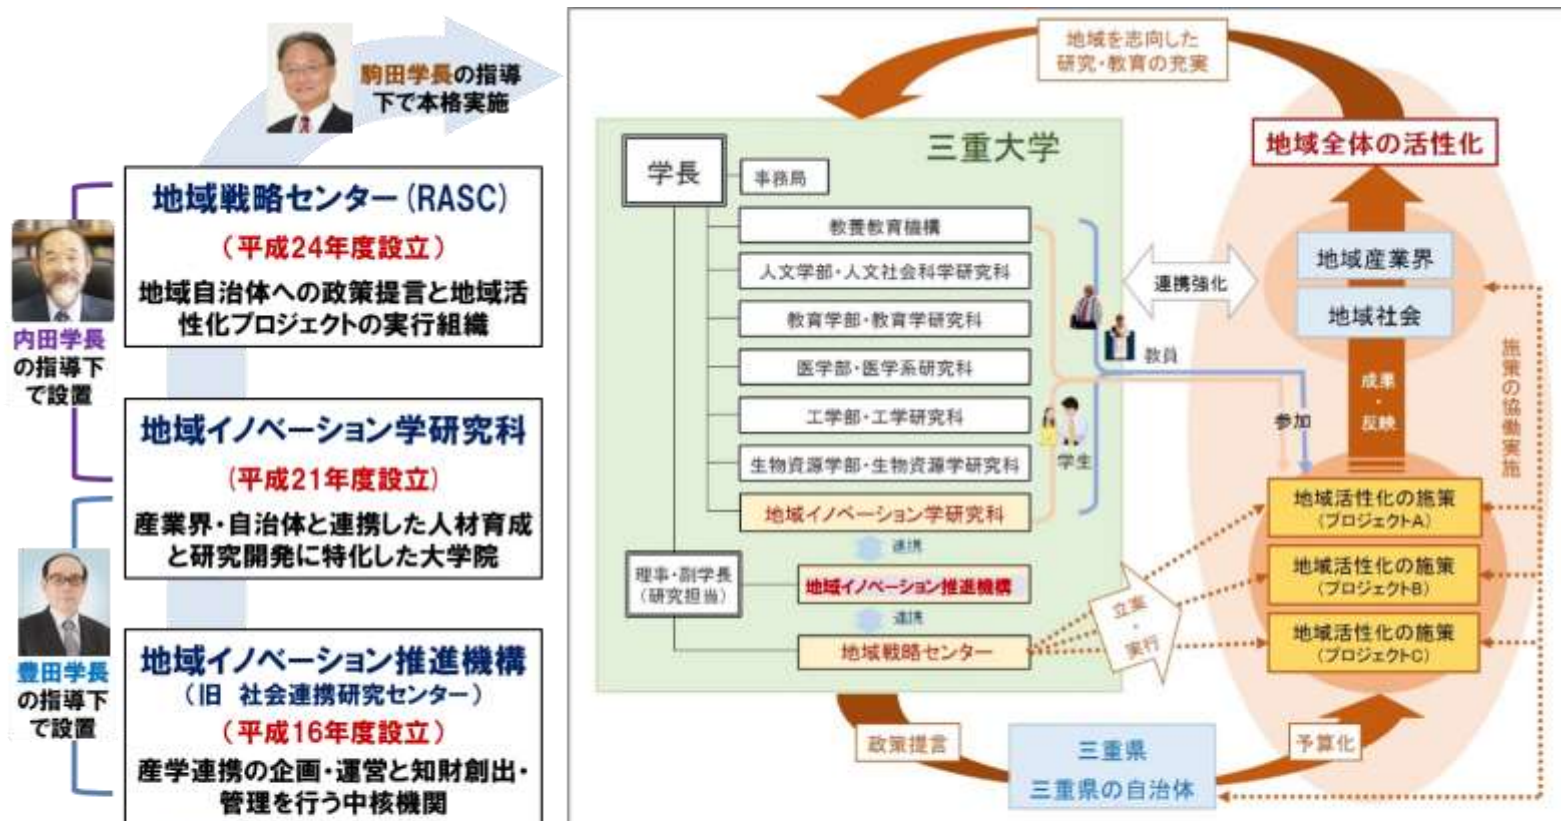 駒田学長の指導
下で本格実施
地域戦略センター(RASC)
(平成24年度設立)
地域自治体への政策提言と地域活
性化プロジェクトの実行組織
内田学長
の指導下
で設置
地域イノベーション学研究科
(平成21年度設立)
産業界・自治体と連携した人材育成
と研究開発に特化した大学院
豊田学長
の指導下
で設置
地域イノベーション推進機構
(旧 社会連携研究センター)
(平成16年度設立)
産学連携の企画・運営と知財創出・
管理を行う中核機関
地域を志向した
研究・教育の充実
三重大学
学長
事務局
教養教育機構
人文学部・人文社会科学研究科
教育学部・教育学研究科
医学部・医学系研究科
工学部・工学研究科
生物資源学部・生物資源学研究科
地域イノベーション学研究科
連携
理事・副学長
(研究担当)
地域イノベーション推進機構
連携
地域戦略センター
教員
学生
連携強化
参加
立案
・
実行
地域全体の活性化
地域産業界
地域社会
成果
・
反映
施策の協働実施
地域活性化の施策
(プロジェクトA)
地域活性化の施策
(プロジェクトB)
地域活性化の施策
(プロジェクトC)
政策提言
三重県
三重県の自治体
予算化